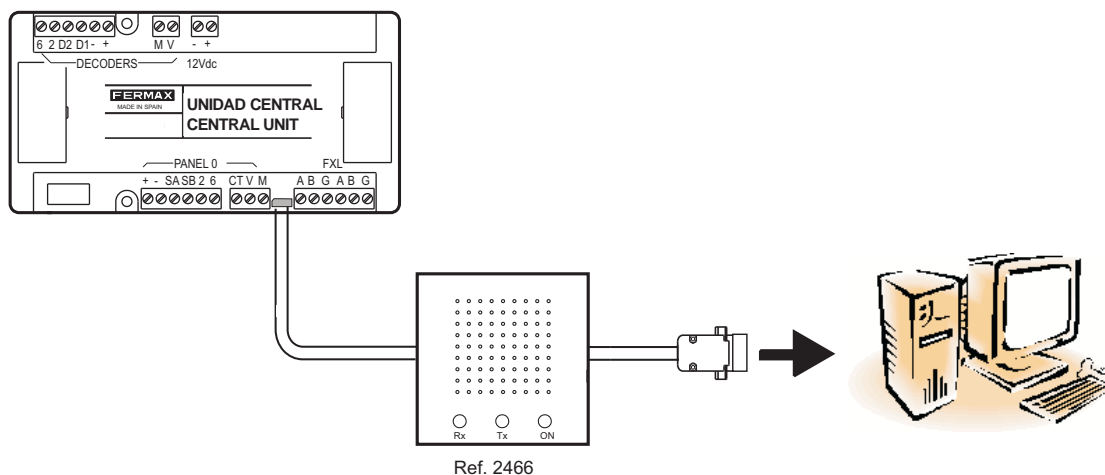 6 2 D2 D1 - + M V - +
DECODERS 12Vdc
FERMAX
MADE IN SPAIN
UNIDAD CENTRAL
CENTRAL UNIT
PANEL 0 FXL
+ - SA SB 2 6 CT V M A B G A B G
Rx Tx ON
Ref. 2466